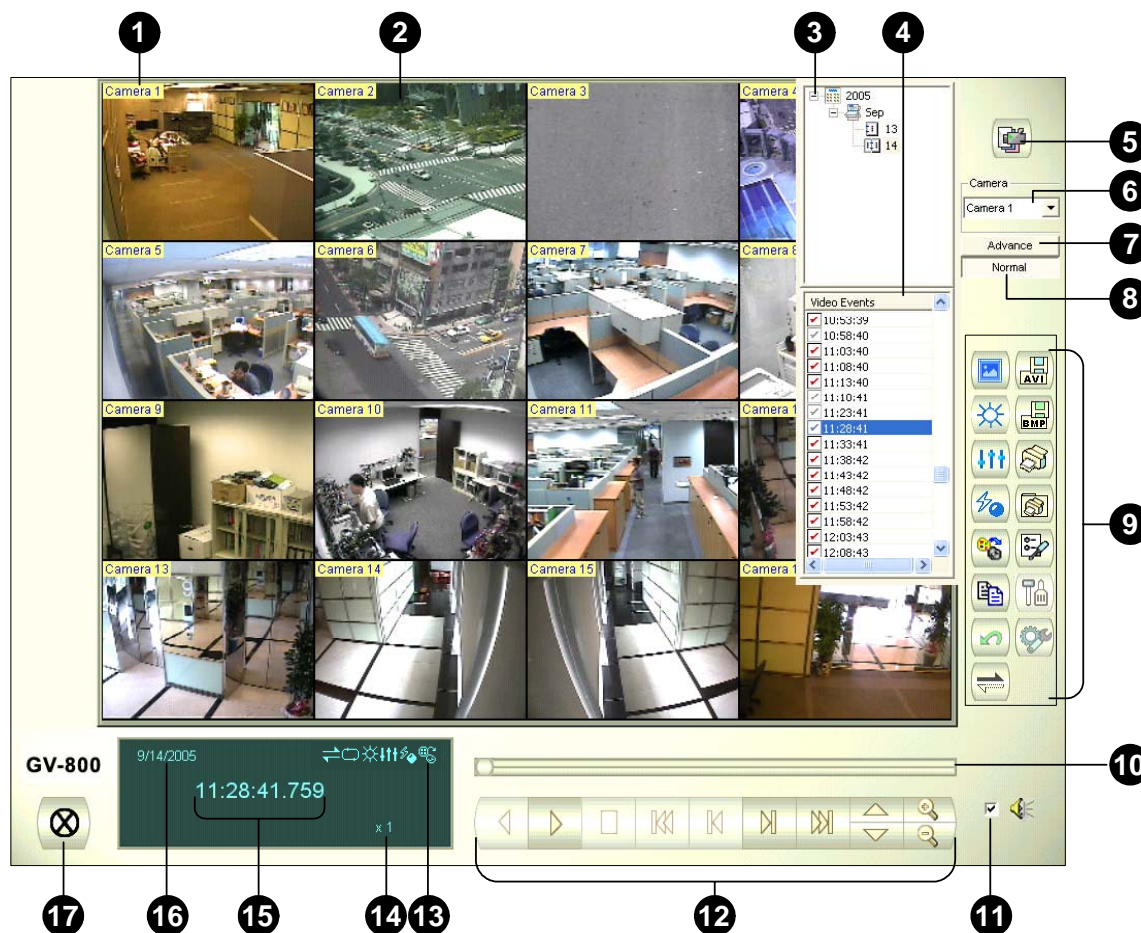 1
2
3
4
Camera 1
Camera 2
Camera 3
Camera 4
2005
Sep
13
14
5
Camera
6
Camera 1
Advance
7
Normal
8
Camera 5
Camera 6
Camera 7
Camera 8
Video Events
10:53:39
10:58:40
11:03:40
11:08:40
11:13:40
11:10:41
11:23:41
11:28:41
11:33:41
11:38:42
11:43:42
11:48:42
11:53:42
11:58:42
12:03:43
12:08:43
AVI
BMP
9
Camera 9
Camera 10
Camera 11
Camera 1
Camera 13
Camera 14
Camera 15
Camera 1
GV-800
9/14/2005
11:28:41.759
x 1
10
17
16
15
14
13
12
11